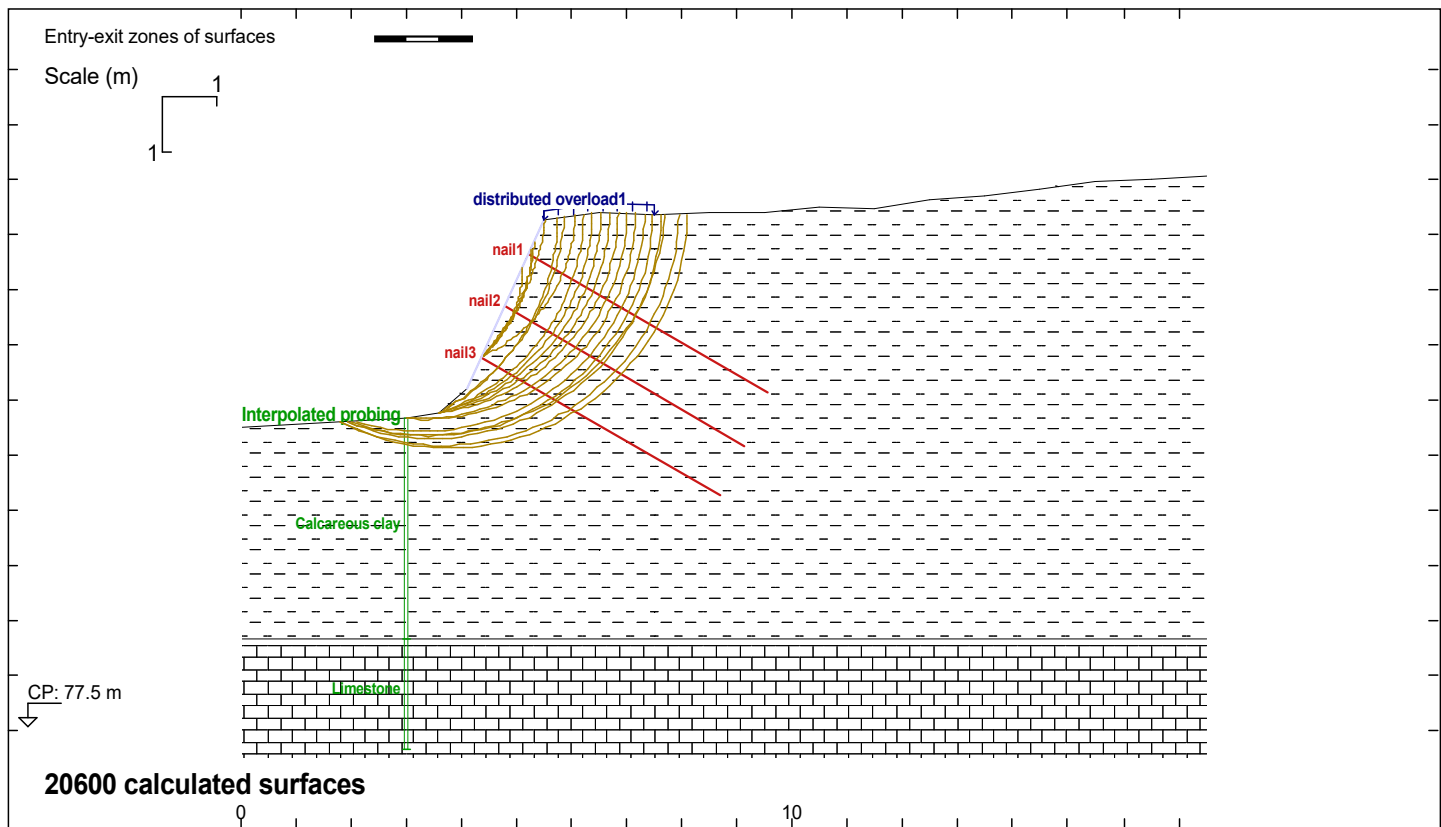 Entry-exit zones of surfaces
Scale (m)
1
1
distributed overload1
nail1
nail2
nail3
Interpolated probing
Calcareous clay
Limestone
CP: 77.5 m
20600 calculated surfaces
0
10